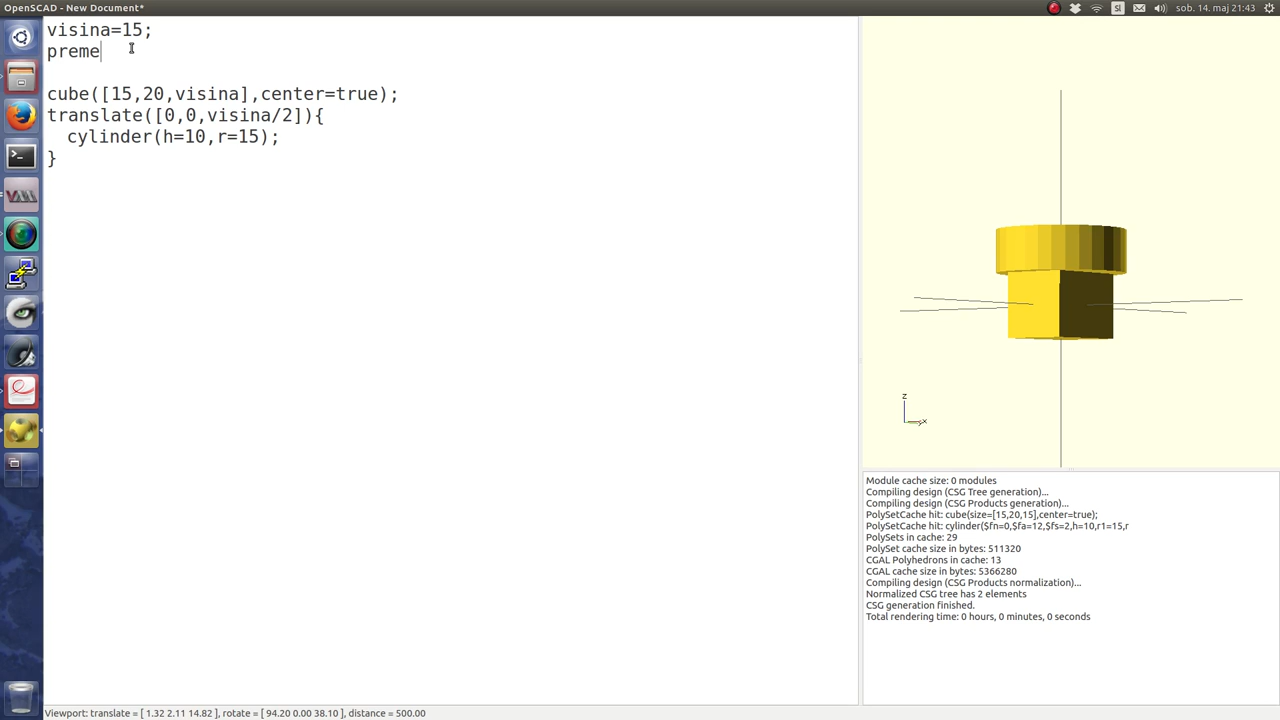 OpenSCAD - New Document*
Sl
sob. 14. maj 21:43
visina=15;
preme
cube([15,20,visina],center=true);
translate([0,0,visina/2]){
cylinder(h=10,r=15);
}
z
x
Module cache size: 0 modules
Compiling design (CSG Tree generation)...
Compiling design (CSG Products generation)...
PolySetCache hit: cube(size=[15,20,15],center=true);
PolySetCache hit: cylinder($fn=0,$fa=12,$fs=2,h=10,r1=15,r
PolySets in cache: 29
PolySet cache size in bytes: 511320
CGAL Polyhedrons in cache: 13
CGAL cache size in bytes: 5366280
Compiling design (CSG Products normalization)...
Normalized CSG tree has 2 elements
CSG generation finished.
Total rendering time: 0 hours, 0 minutes, 0 seconds
Viewport: translate = [ 1.32 2.11 14.82 ], rotate = [ 94.20 0.00 38.10 ], distance = 500.00